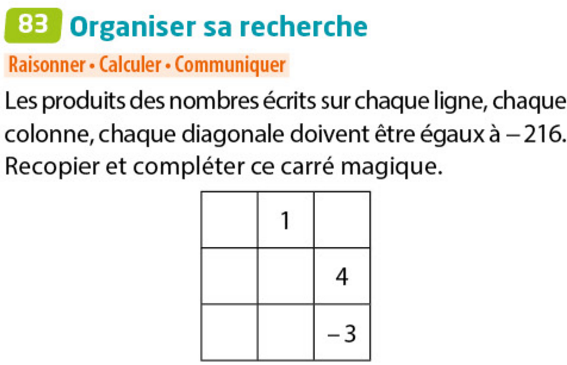 83 Organiser sa recherche
Raisonner • Calculer • Communiquer
Les produits des nombres écrits sur chaque ligne, chaque
colonne, chaque diagonale doivent être égaux à – 216.
Recopier et compléter ce carré magique.
1
4
– 3